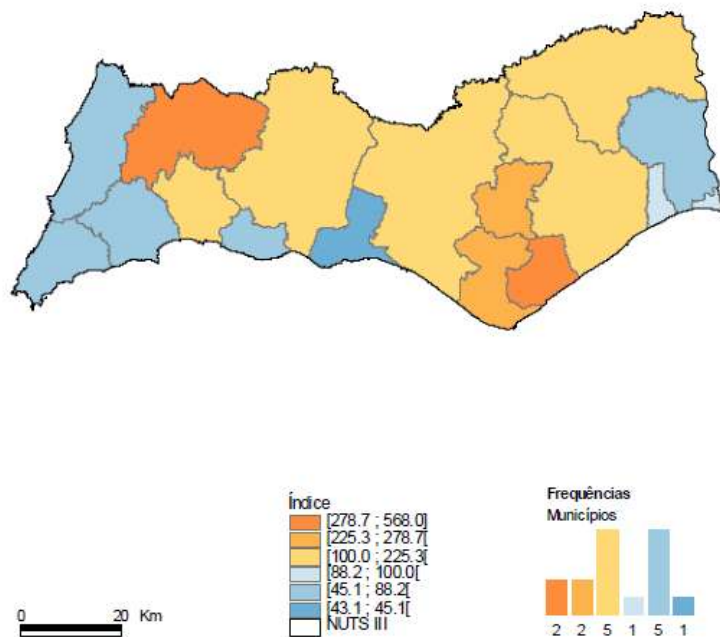 Índice
[278.7 ; 568.0]
[225.3 ; 278.7[
[100.0 ; 225.3[
[88.2 ; 100.0[
[45.1 ; 88.2[
[43.1 ; 45.1[
NUTS III
Frequências
Municípios
2 2 5 1 5 1
0 20 Km